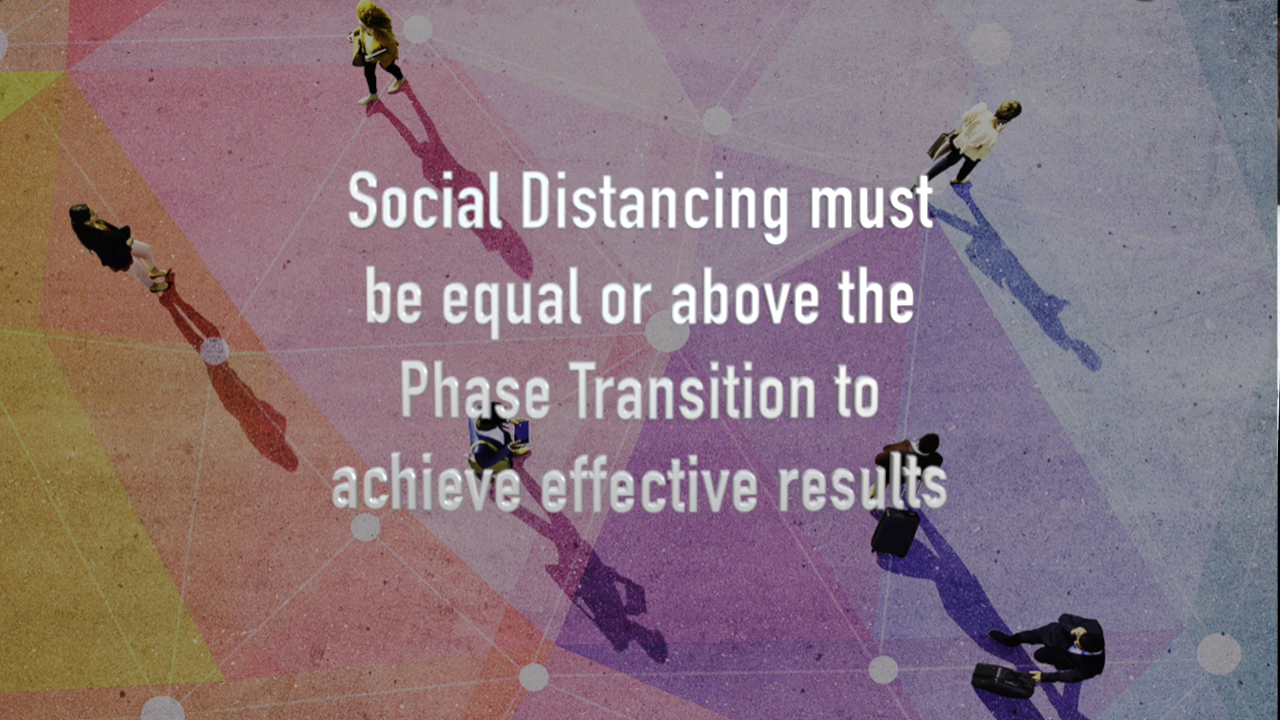 Social Distancing must
be equal or above the
Phase Transition to
achieve effective results